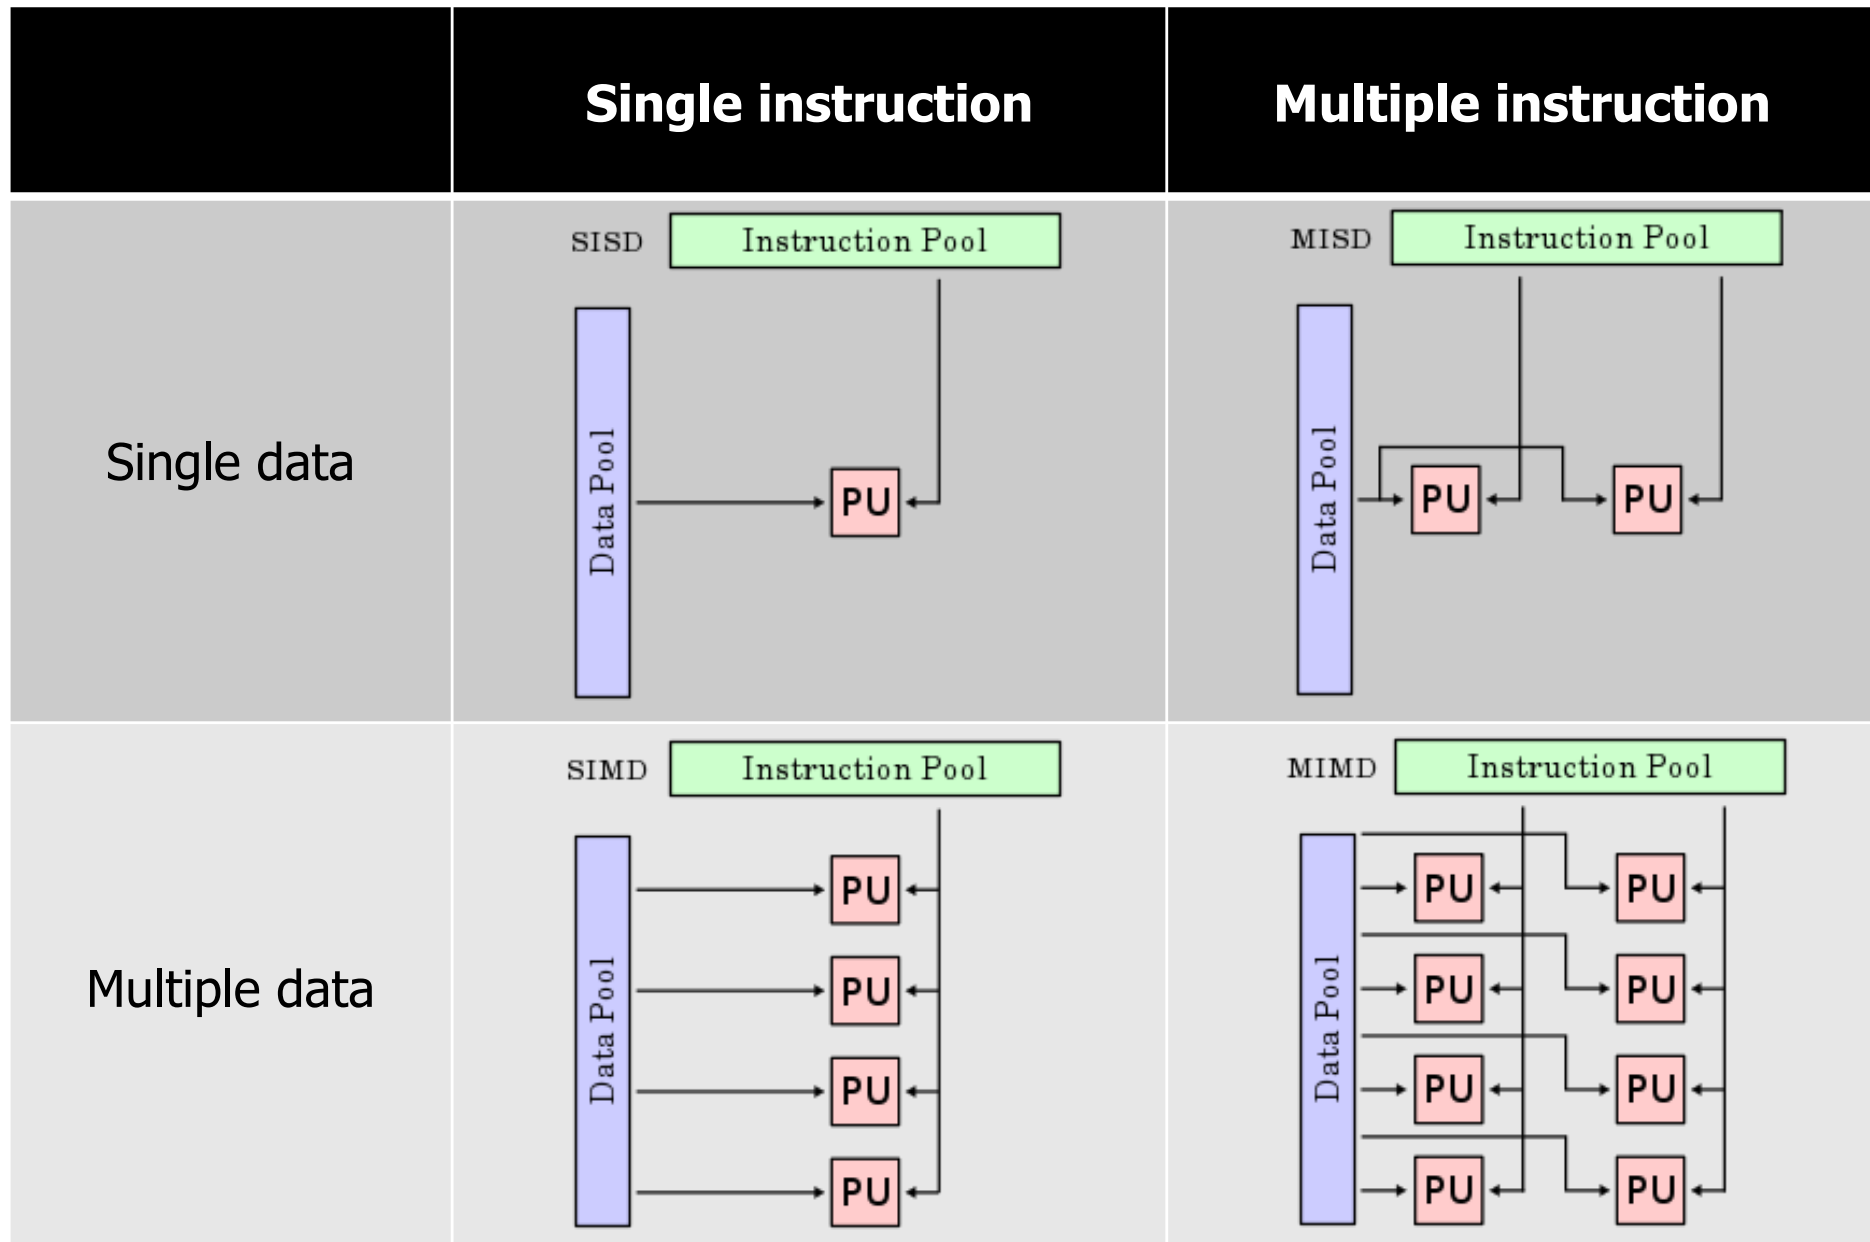 Single instruction
Multiple instruction
Single data
SISD
Instruction Pool
Data Pool
PU
MISD
Instruction Pool
Data Pool
PU
PU
Multiple data
SIMD
Instruction Pool
Data Pool
PU
PU
PU
PU
MIMD
Instruction Pool
Data Pool
PU
PU
PU
PU
PU
PU
PU
PU